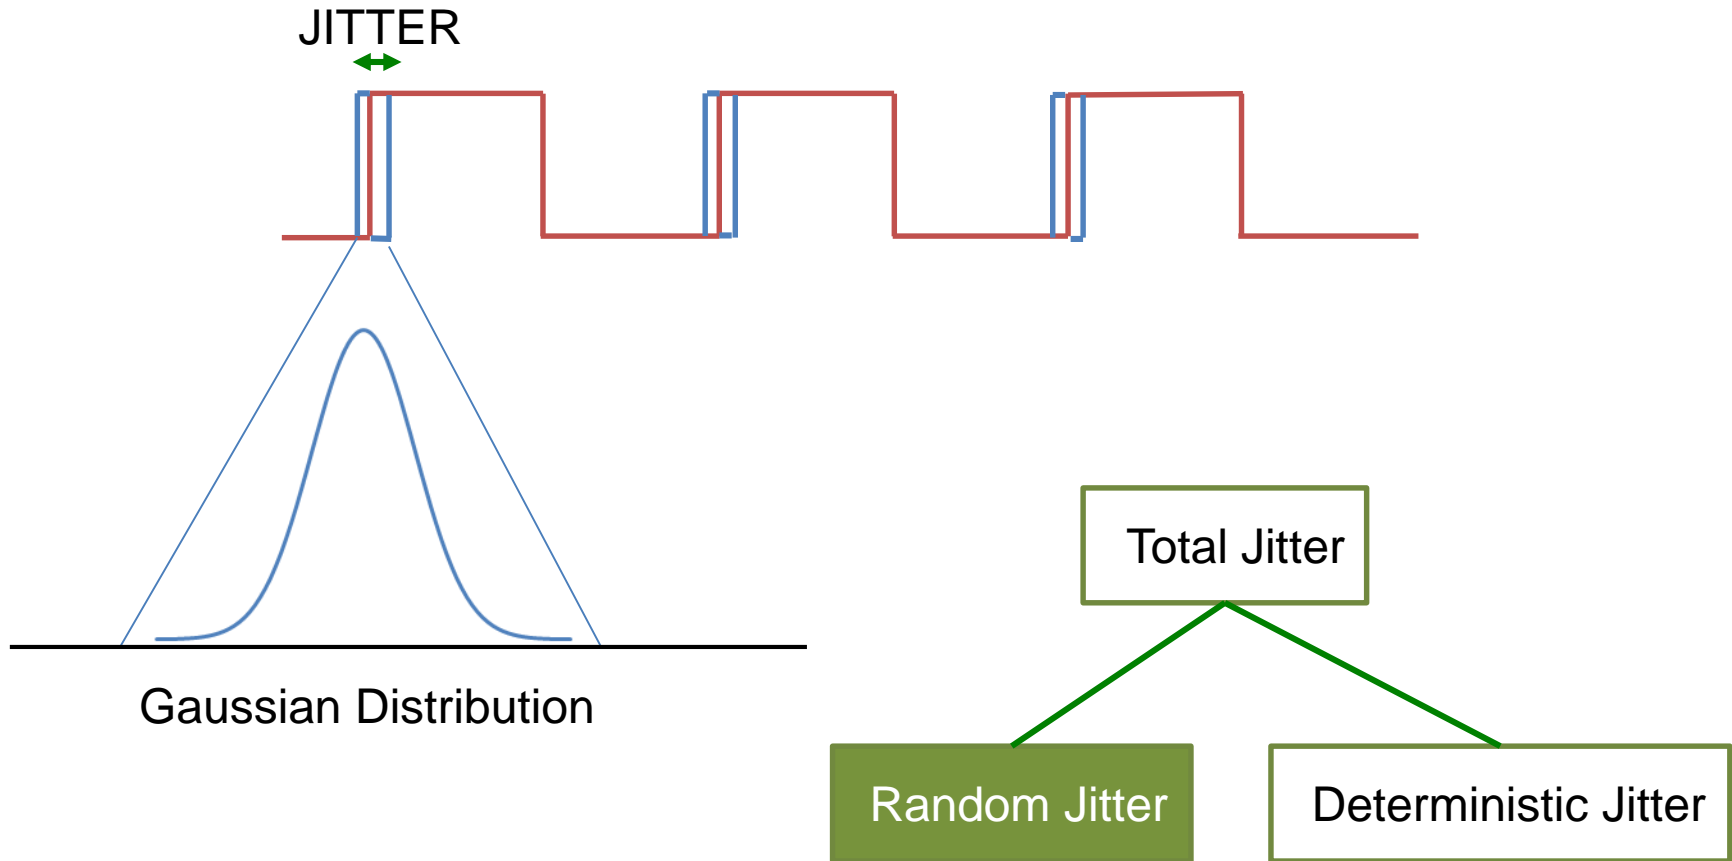 JITTER
Gaussian Distribution
Total Jitter
Random Jitter
Deterministic Jitter